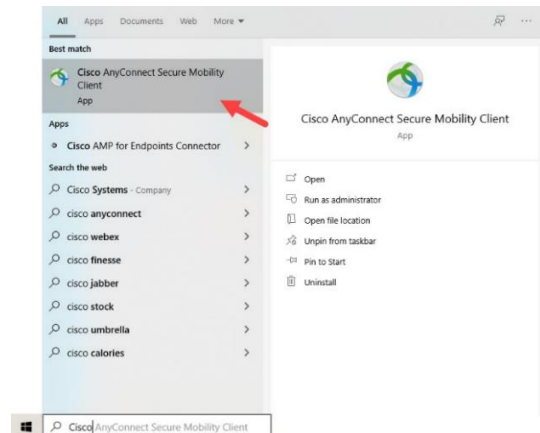 All Apps Documents Web More
Best match
Cisco AnyConnect Secure Mobility
Client
App
Apps
Cisco AMP for Endpoints Connector
Search the web
Cisco Systems - Company
cisco anyconnect
cisco webex
cisco finesse
cisco jabber
cisco stock
cisco umbrella
cisco calories
Cisco AnyConnect Secure Mobility Client
App
Open
Run as administrator
Open file location
Unpin from taskbar
Pin to Start
Uninstall
Cisco AnyConnect Secure Mobility Client